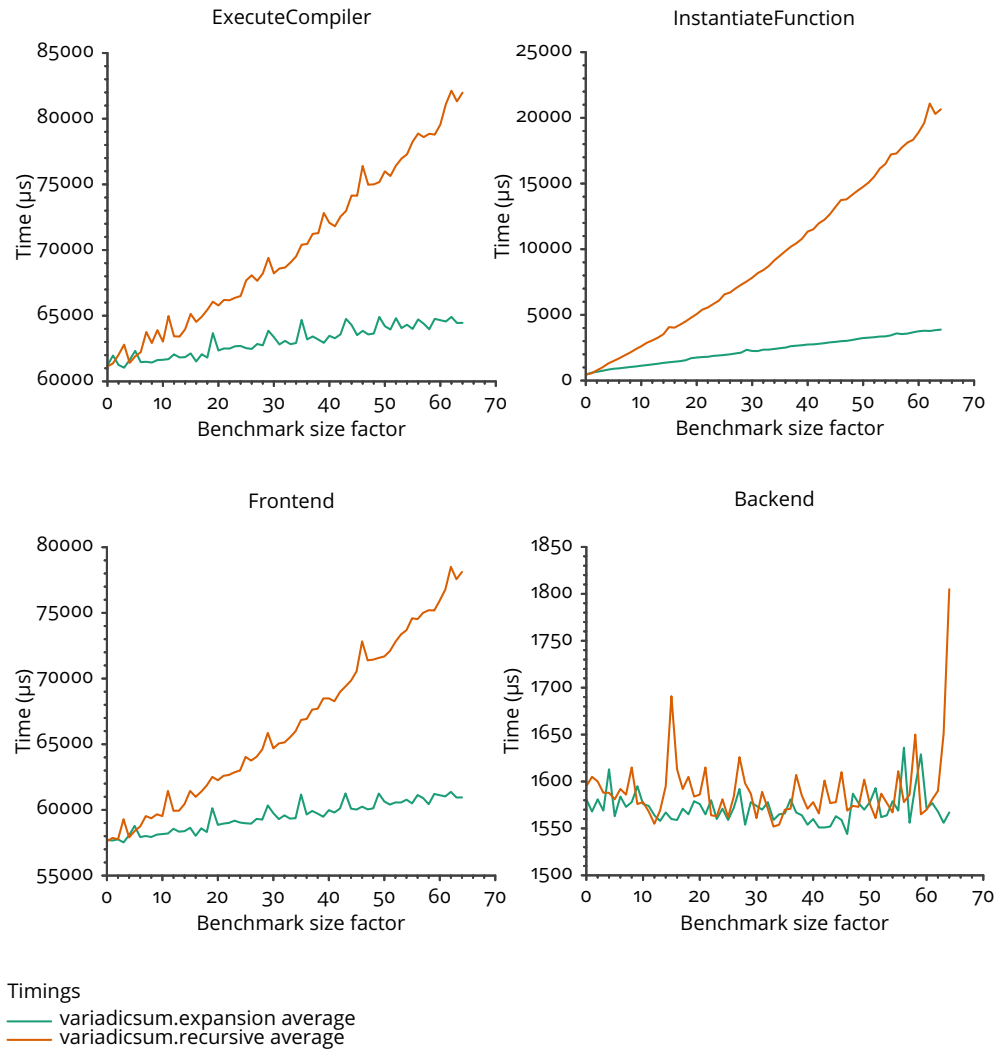 ExecuteCompiler
85000
80000
75000
70000
65000
60000
0 10 20 30 40 50 60 70
Time (µs)
Benchmark size factor
InstantiateFunction
25000
20000
15000
10000
5000
0
0 10 20 30 40 50 60 70
Time (µs)
Benchmark size factor
Frontend
80000
75000
70000
65000
60000
55000
0 10 20 30 40 50 60 70
Time (µs)
Benchmark size factor
Backend
1850
1800
1750
1700
1650
1600
1550
1500
0 10 20 30 40 50 60 70
Time (µs)
Benchmark size factor
Timings
variadicsum.expansion average
variadicsum.recursive average